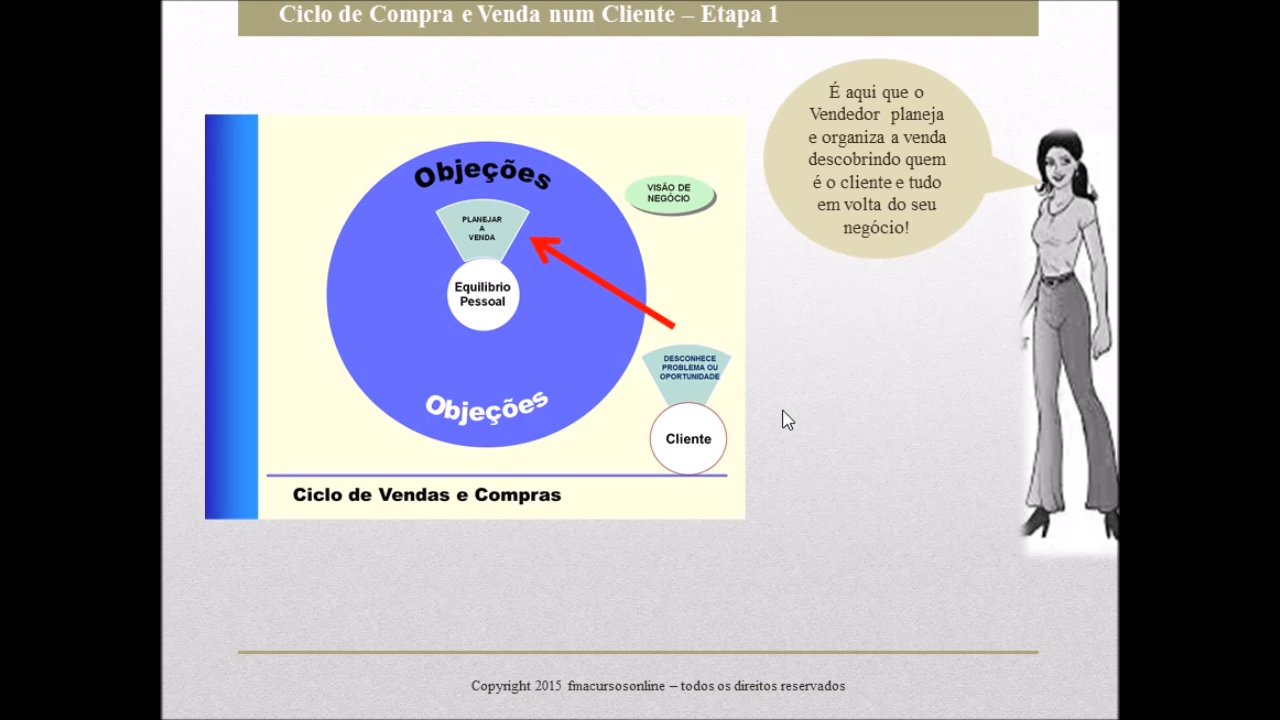 Ciclo de Compra e Venda num Cliente – Etapa 1
É aqui que o
Vendedor planeja
e organiza a venda
descobrindo quem
é o cliente e tudo
em volta do seu
negócio!
Objeções
VISÃO DE
NEGÓCIO
PLANEJAR
A
VENDA
Equilibrio
Pessoal
DESCONHECE
PROBLEMA OU
OPORTUNIDADE
Objeções
Cliente
Ciclo de Vendas e Compras
Copyright 2015 fmacursosonline – todos os direitos reservados